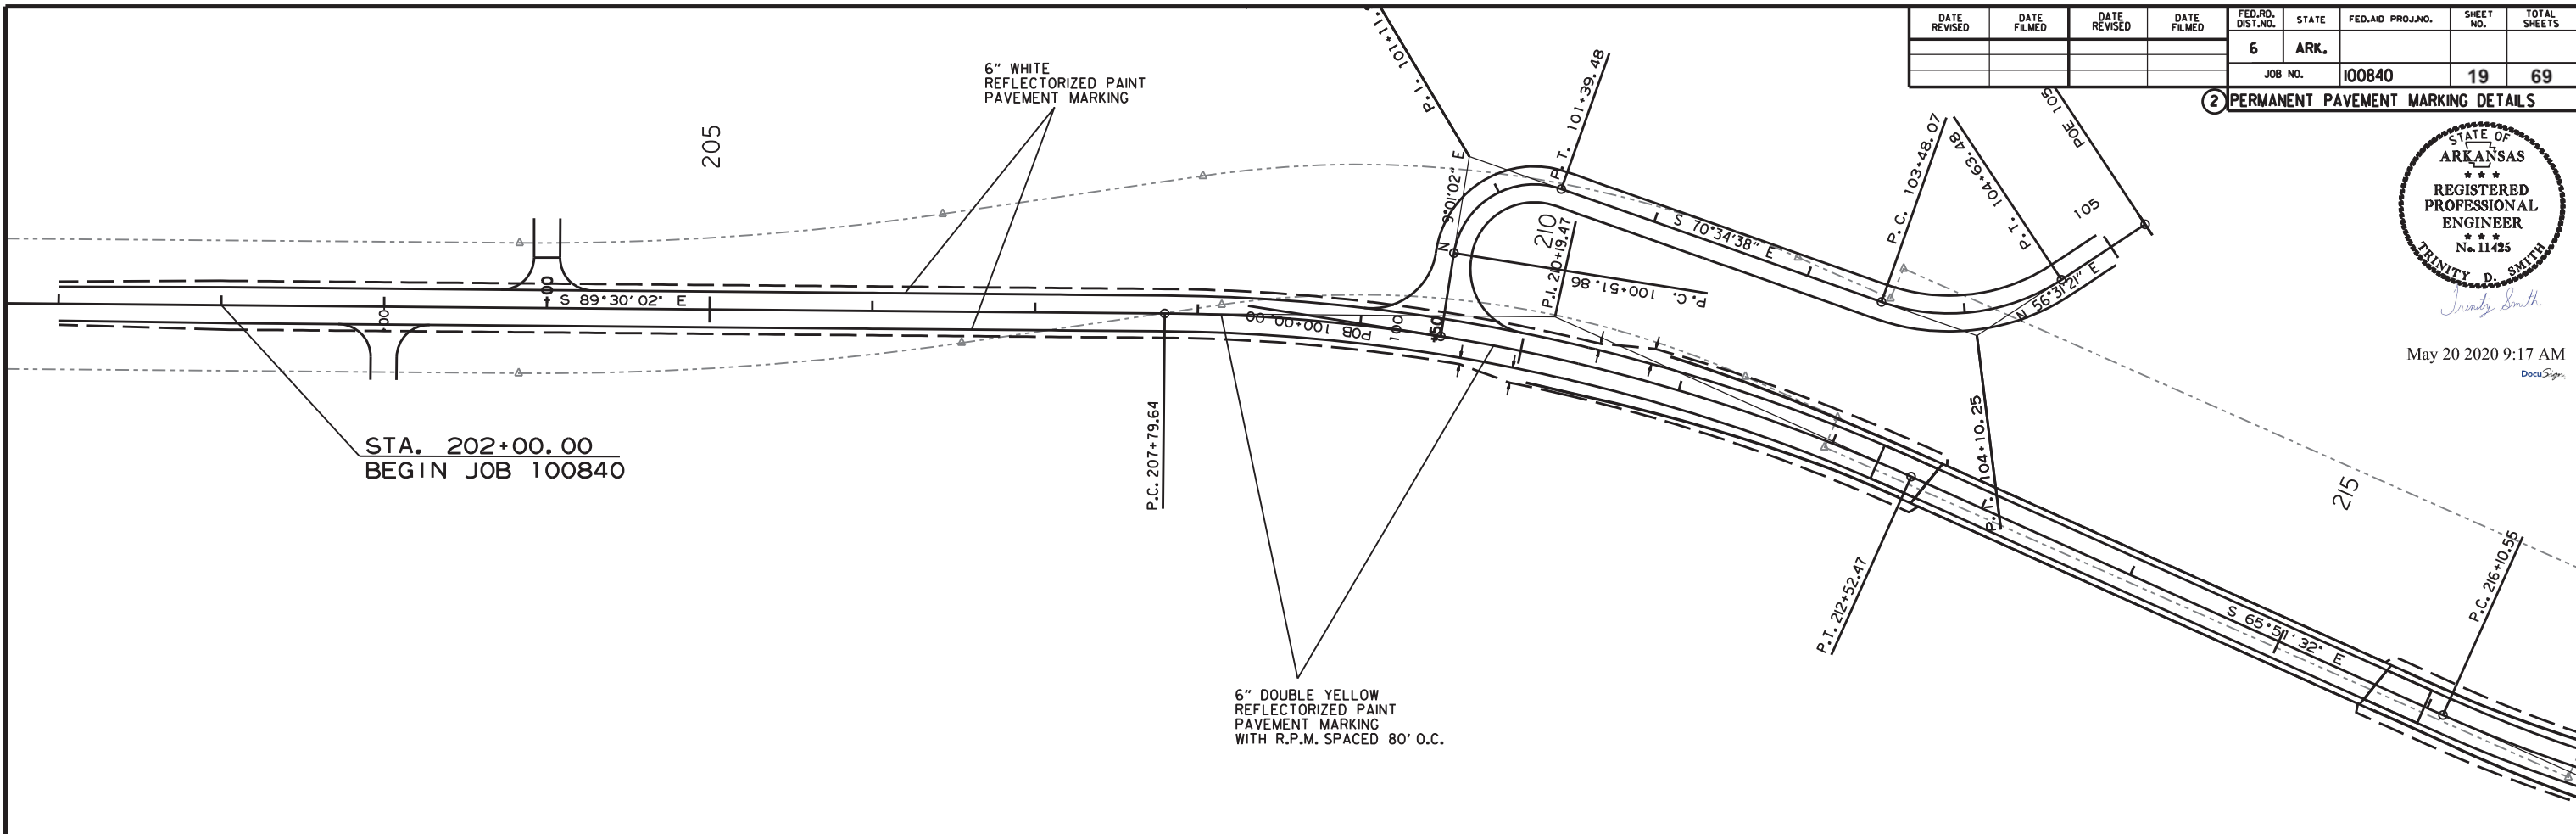 DATE REVISED
DATE FILMED
DATE REVISED
DATE FILMED
FED.RD. DIST.NO.
STATE
FED.AID PROJ.NO.
SHEET NO.
TOTAL SHEETS
6
ARK.
JOB NO.
100840
19
69
2 PERMANENT PAVEMENT MARKING DETAILS
STATE OF
ARKANSAS
★ ★ ★
REGISTERED
PROFESSIONAL
ENGINEER
★ ★ ★
No. 11425
TRINITY D. SMITH
Trinity Smith
May 20 2020 9:17 AM
DocuSign
6" WHITE
REFLECTORIZED PAINT
PAVEMENT MARKING
205
S 89°30'02" E
STA. 202+00.00
BEGIN JOB 100840
P.C. 207+79.64
POB 100+00.00
100
P.I. 101+11.
P.T. 101+39.48
P.C. 100+51.86
210
P.I. 210+19.47
S 70°34'38" E
P.C. 103+48.07
P.T. 104+63.48
POE 105
105
N 56°31'21" E
P.I. 104+10.25
P.T. 212+52.47
215
S 65°51'32" E
P.C. 216+10.55
6" DOUBLE YELLOW
REFLECTORIZED PAINT
PAVEMENT MARKING
WITH R.P.M. SPACED 80' O.C.